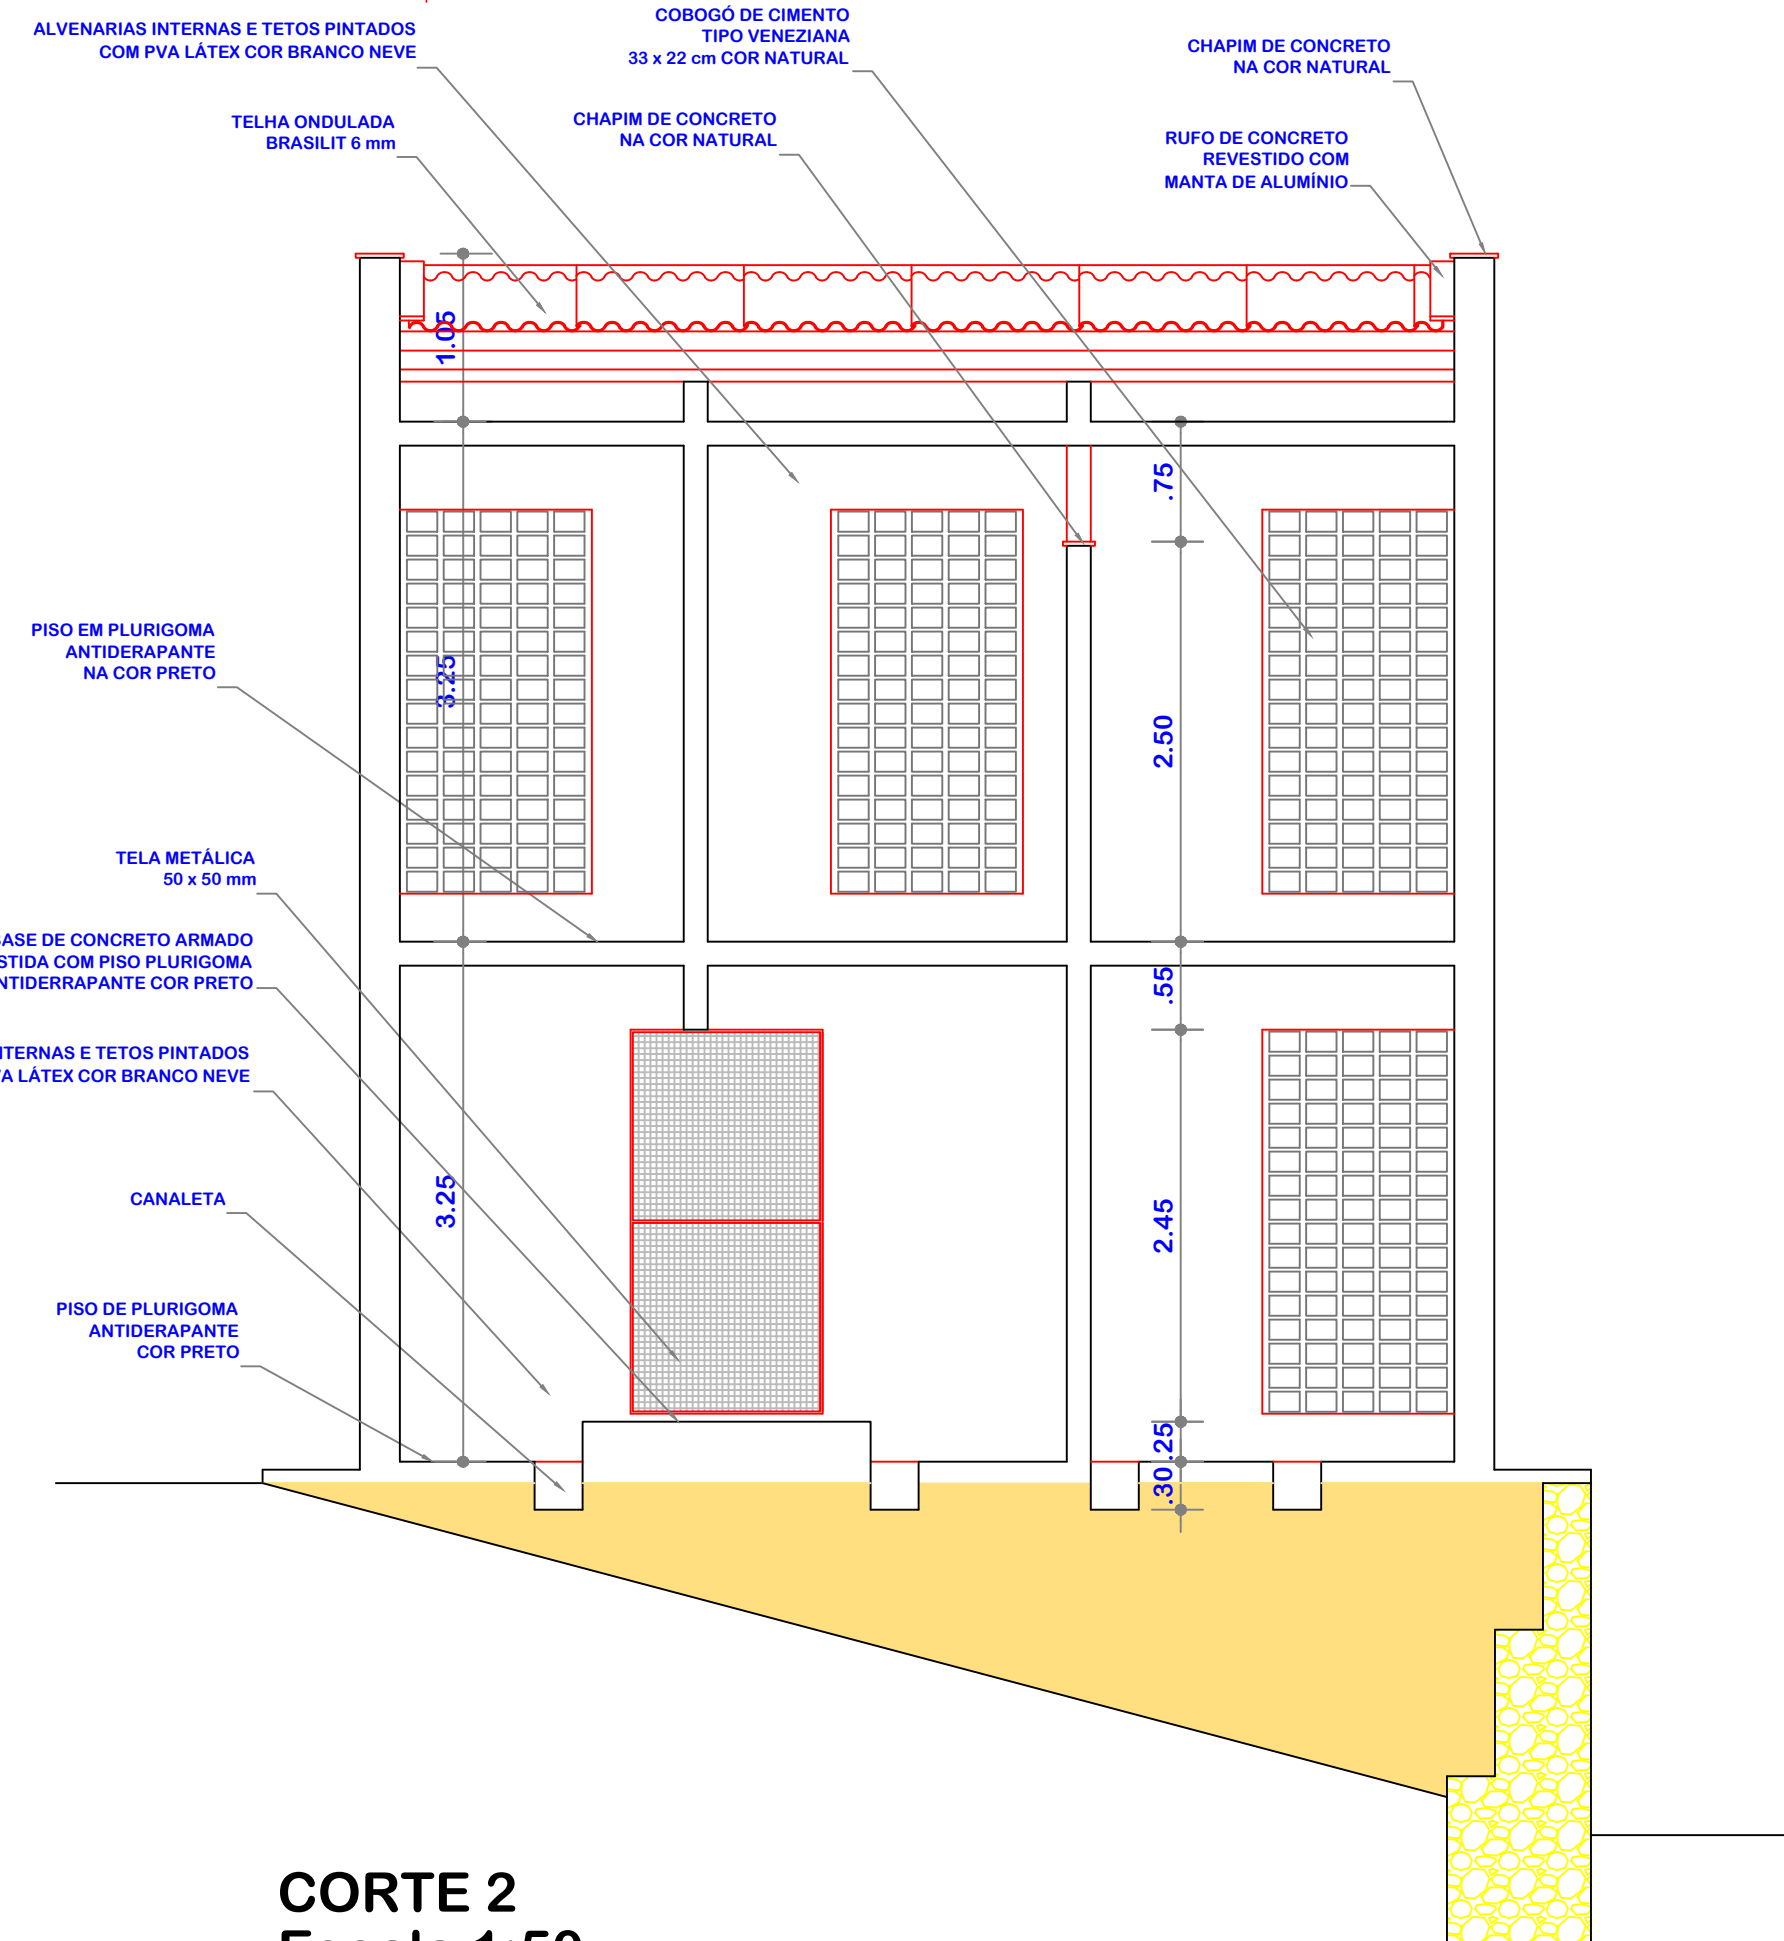 ALVENARIAS INTERNAS E TETOS PINTADOS
COM PVA LÁTEX COR BRANCO NEVE
COBOGÓ DE CIMENTO
TIPO VENEZIANA
33 x 22 cm COR NATURAL
CHAPIM DE CONCRETO
NA COR NATURAL
TELHA ONDULADA
BRASILIT 6 mm
CHAPIM DE CONCRETO
NA COR NATURAL
RUFO DE CONCRETO
REVESTIDO COM
MANTA DE ALUMÍNIO
1.05
.75
3.25
2.50
PISO EM PLURIGOMA
ANTIDERAPANTE
NA COR PRETO
TELA METÁLICA
50 x 50 mm
DE CONCRETO ARMADO
COM PISO PLURIGOMA
COR PRETO
.55
E TETOS PINTADOS
LÁTEX COR BRANCO NEVE
3.25
2.45
CANALETA
PISO DE PLURIGOMA
ANTIDERAPANTE
COR PRETO
.25
.30
CORTE 2
Escala 1:50